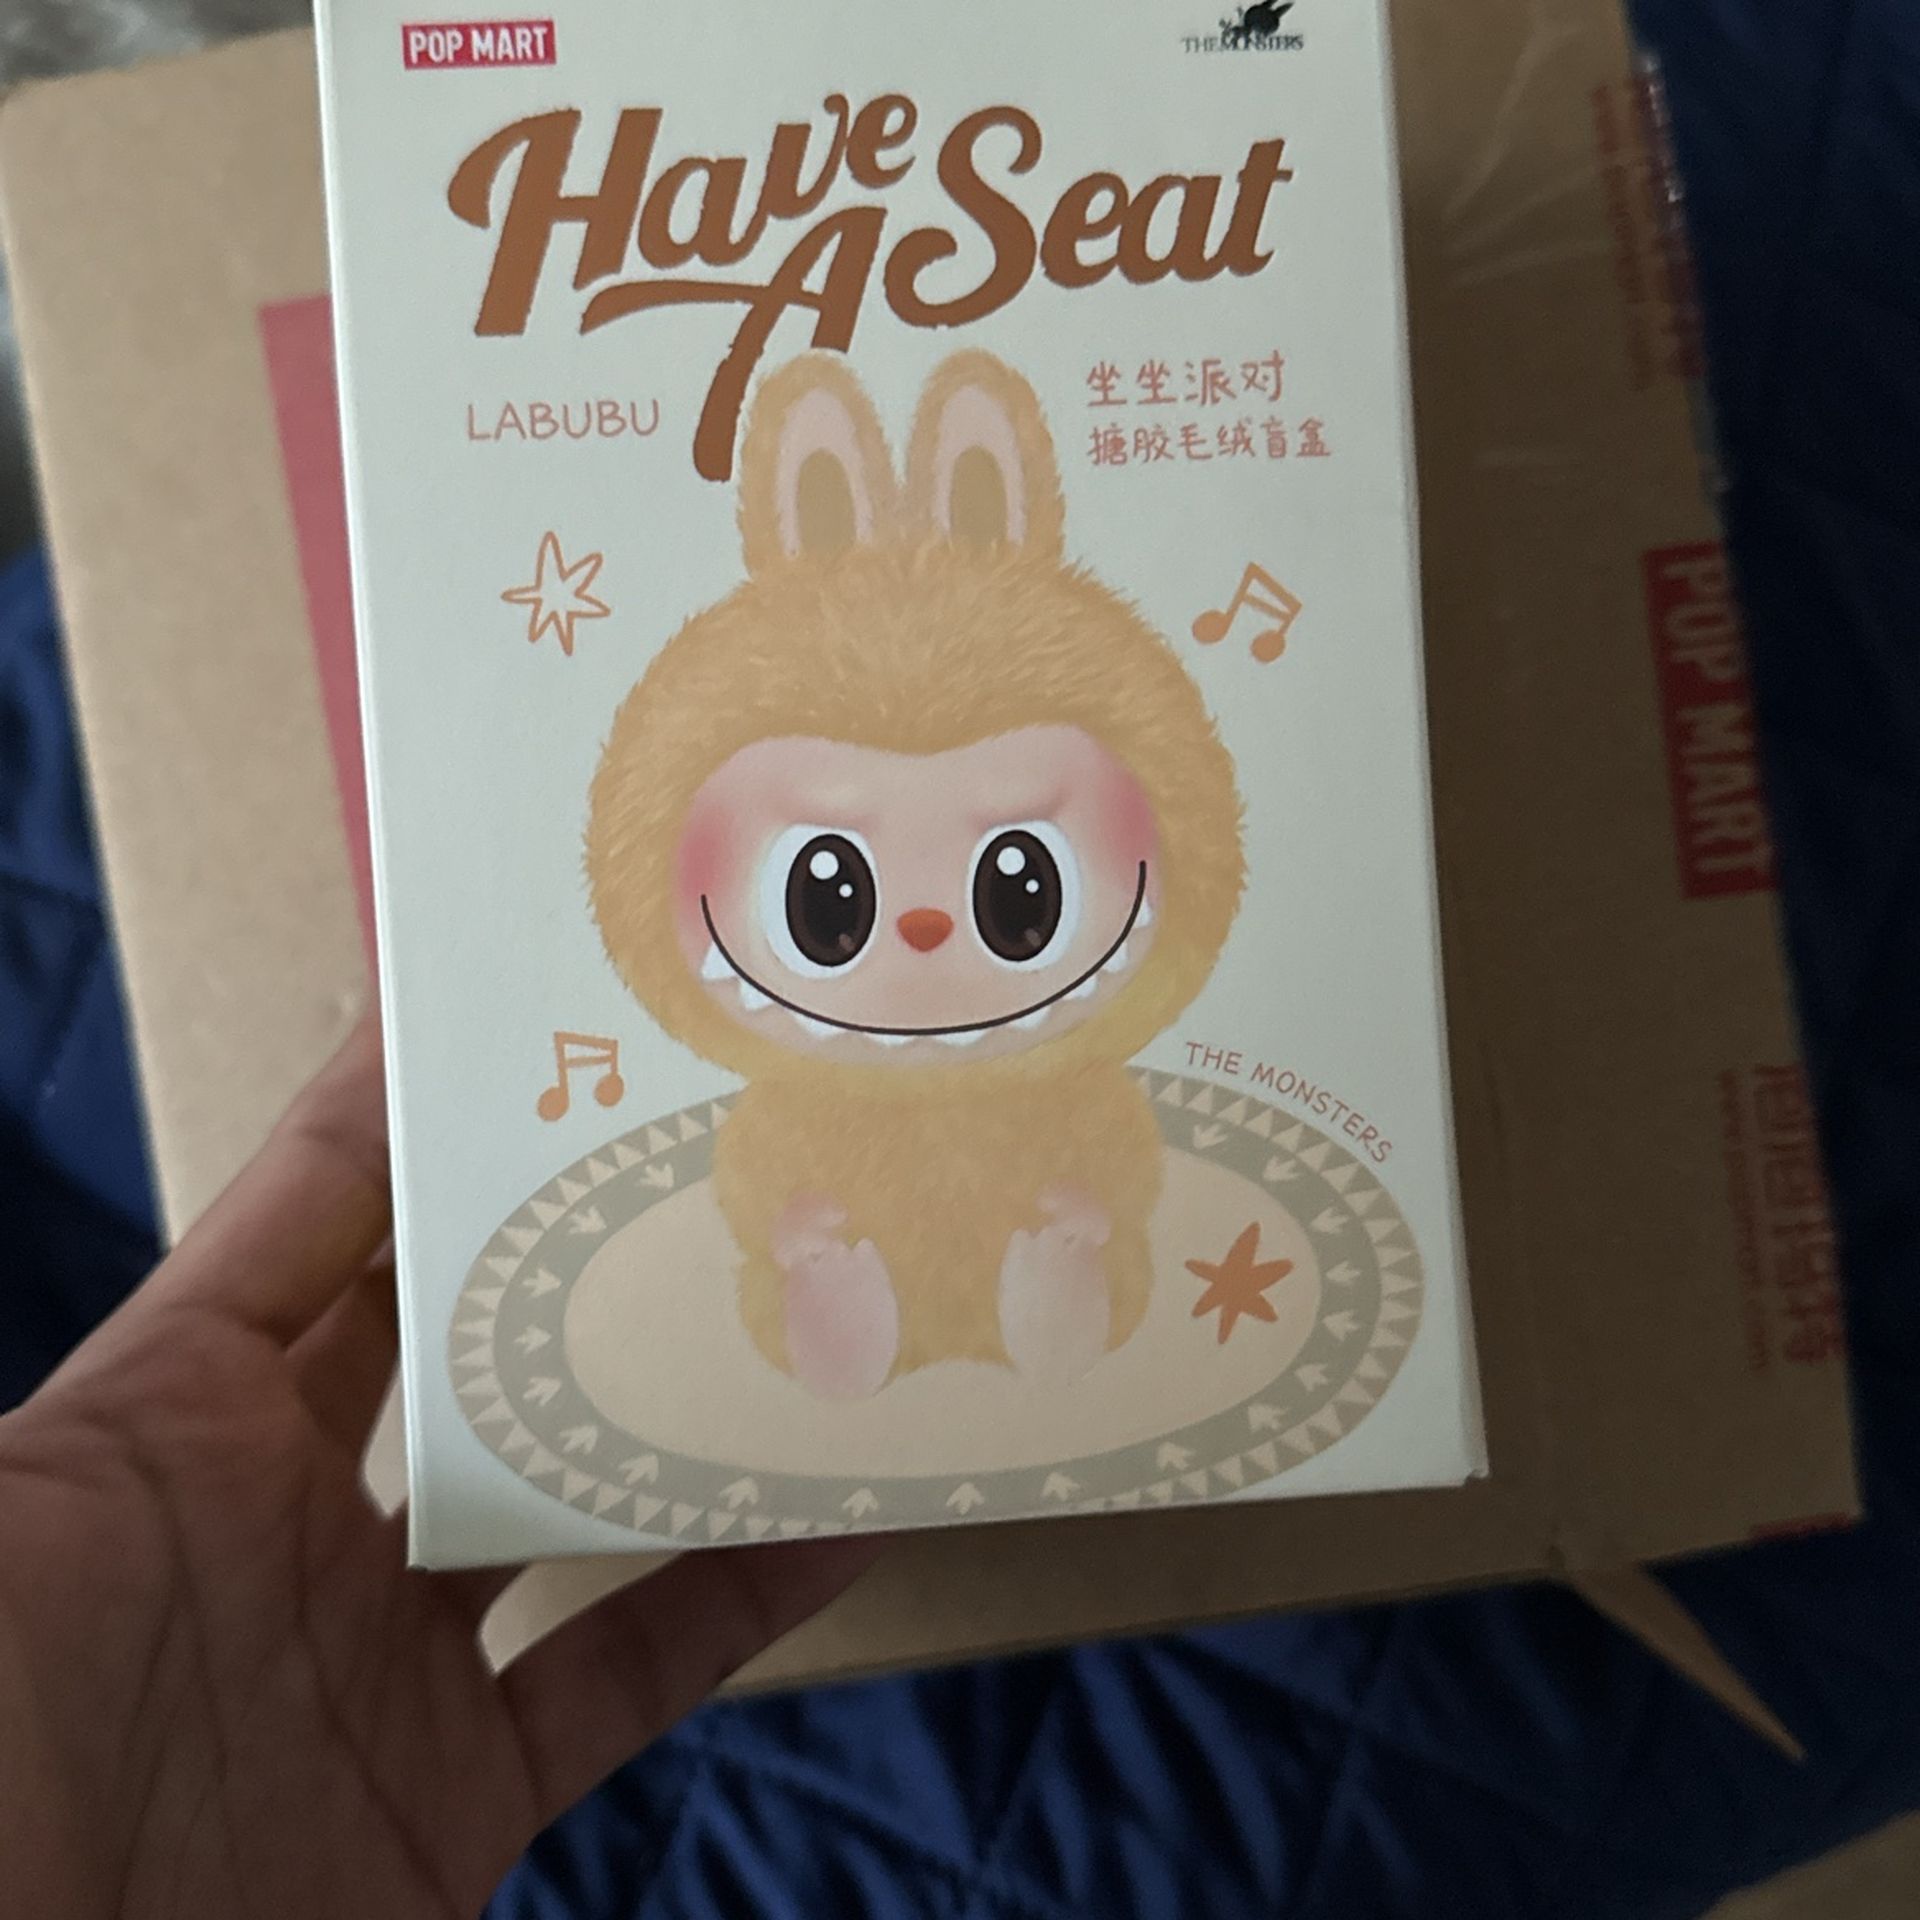 POP MART
THE MONSTERS
Have A Seat
LABUBU
坐坐派对
搪胶毛绒盲盒
THE MONSTERS
POP MART